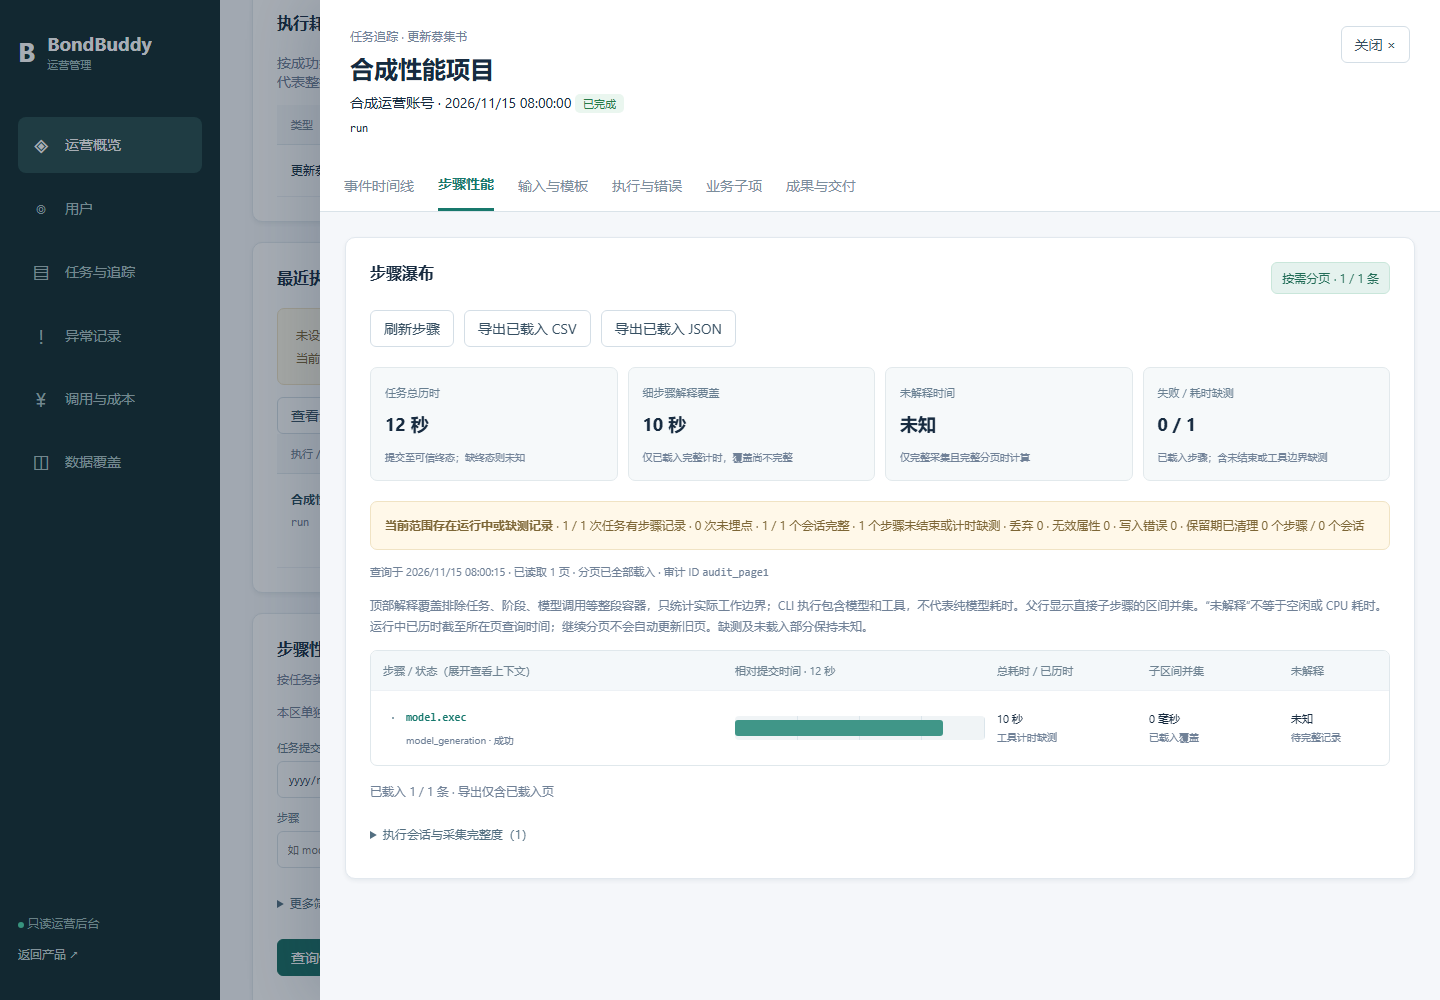 B BondBuddy
运营管理
运营概览
用户
任务与追踪
异常记录
¥ 调用与成本
数据覆盖
只读运营后台
返回产品 ↗
执行耗
按成功
代表整
类型
更新募
最近执
未设
当前
查看
执行 /
合成性
run
步骤性
按任务类
本区单独
任务提交
yyyy/m
步骤
如 mod
更多筛
查询
任务追踪 · 更新募集书
关闭 ×
合成性能项目
合成运营账号 · 2026/11/15 08:00:00 已完成
run
事件时间线 步骤性能 输入与模板 执行与错误 业务子项 成果与交付
步骤瀑布
按需分页 · 1 / 1 条
刷新步骤 导出已载入 CSV 导出已载入 JSON
任务总历时
12 秒
提交至可信终态；缺终态则未知
细步骤解释覆盖
10 秒
仅已载入完整计时，覆盖尚不完整
未解释时间
未知
仅完整采集且完整分页时计算
失败 / 耗时缺测
0 / 1
已载入步骤；含未结束或工具边界缺测
当前范围存在运行中或缺测记录 · 1 / 1 次任务有步骤记录 · 0 次未埋点 · 1 / 1 个会话完整 · 1 个步骤未结束或计时缺测 · 丢弃 0 · 无效属性 0 · 写入错误 0 · 保留期已清理 0 个步骤 / 0 个会话
查询于 2026/11/15 08:00:15 · 已读取 1 页 · 分页已全部载入 · 审计 ID audit_page1
顶部解释覆盖排除任务、阶段、模型调用等整段容器，只统计实际工作边界；CLI 执行包含模型和工具，不代表纯模型耗时。父行显示直接子步骤的区间并集。“未解释”不等于空闲或 CPU 耗时。
运行中已历时截至所在页查询时间；继续分页不会自动更新旧页。缺测及未载入部分保持未知。
步骤 / 状态（展开查看上下文） 相对提交时间 · 12 秒 总耗时 / 已历时 子区间并集 未解释
· model.exec 10 秒 0 毫秒 未知
model_generation · 成功 工具计时缺测 已载入覆盖 待完整记录
已载入 1 / 1 条 · 导出仅含已载入页
执行会话与采集完整度（1）